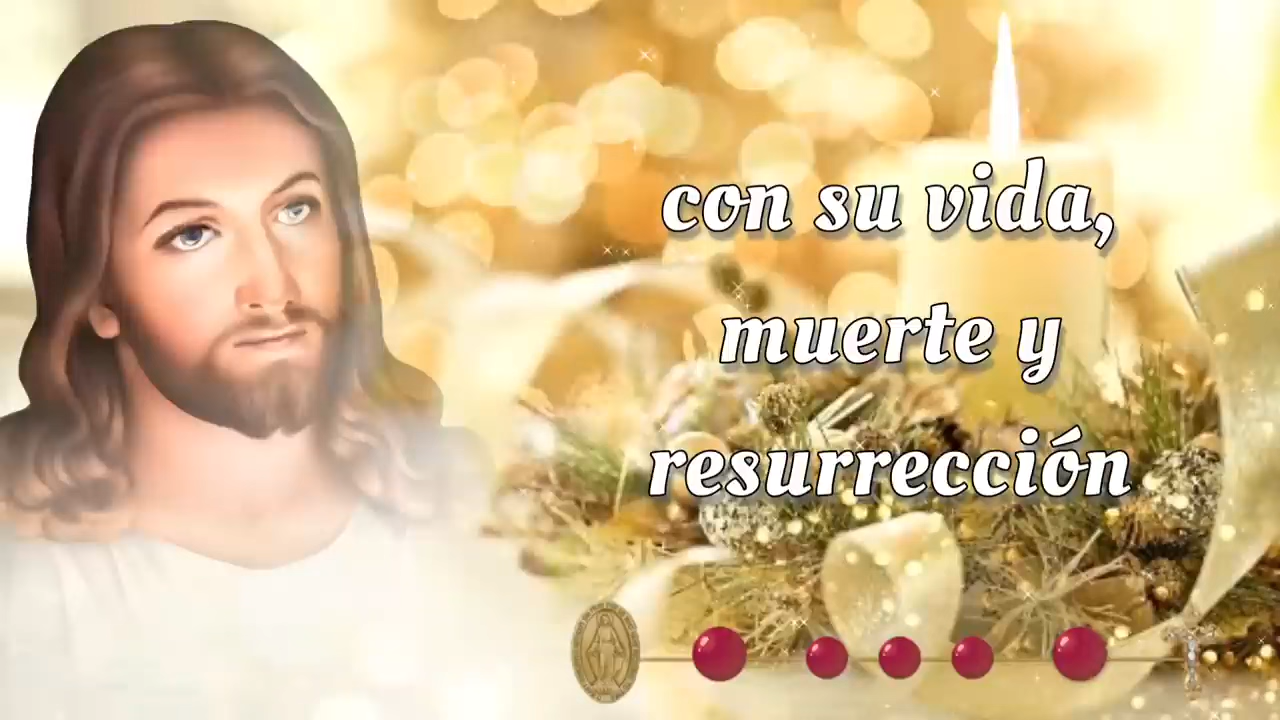 con su vida,
muerte y
resurrección